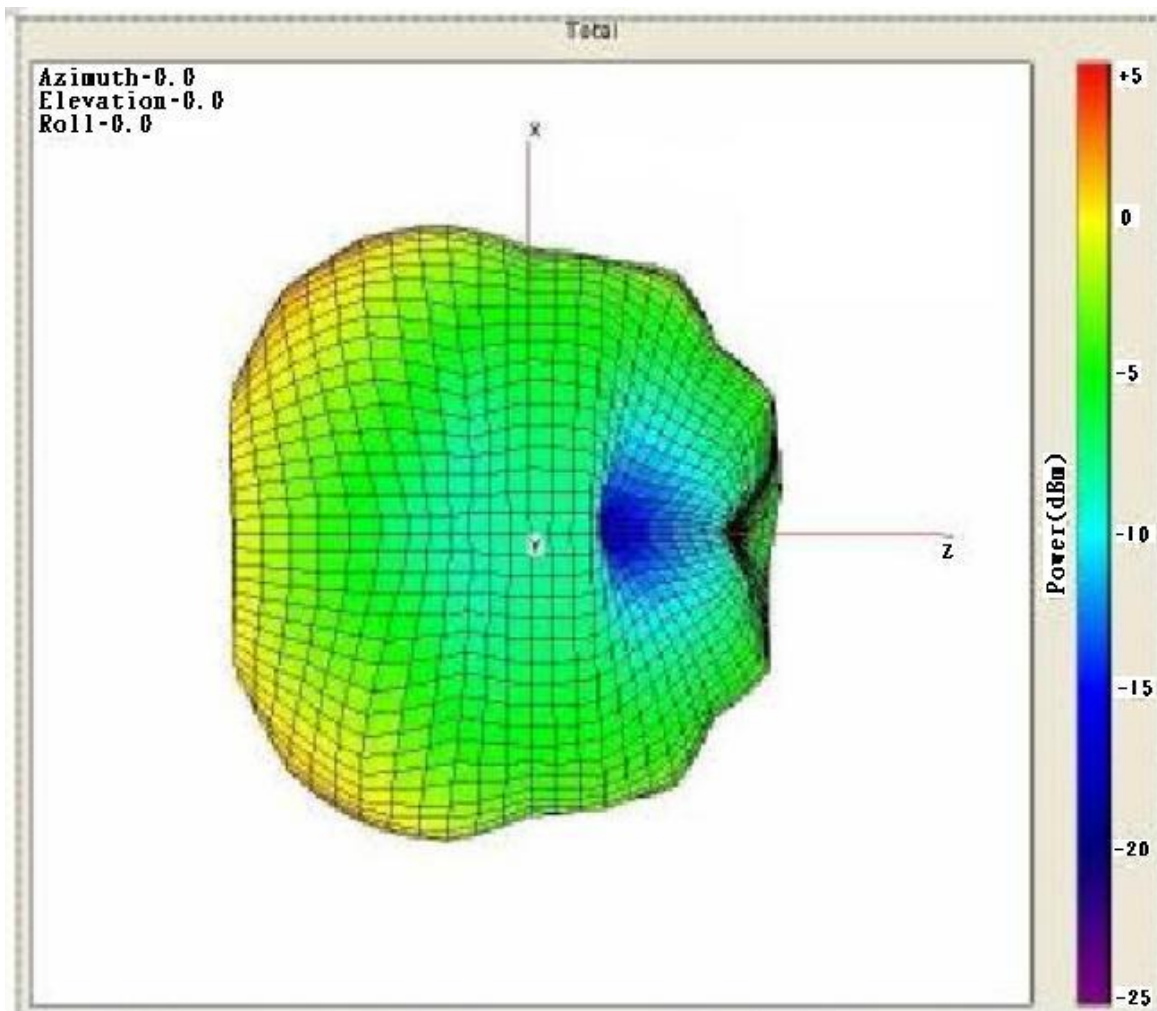 Total
Azimuth-0.0
Elevation-0.0
Roll-0.0
X
Y
Z
+5
0
-5
-10
-15
-20
-25
Power(dBm)